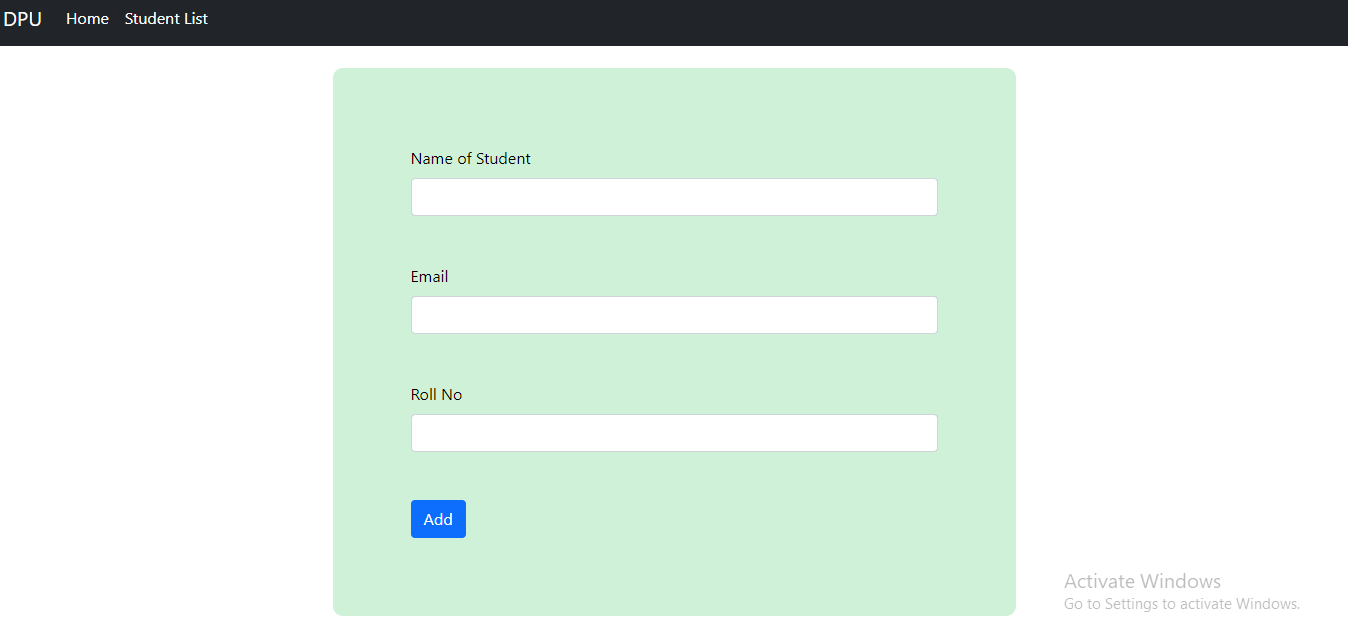 DPU Home Student List
Name of Student
Email
Roll No
Add
Activate Windows
Go to Settings to activate Windows.